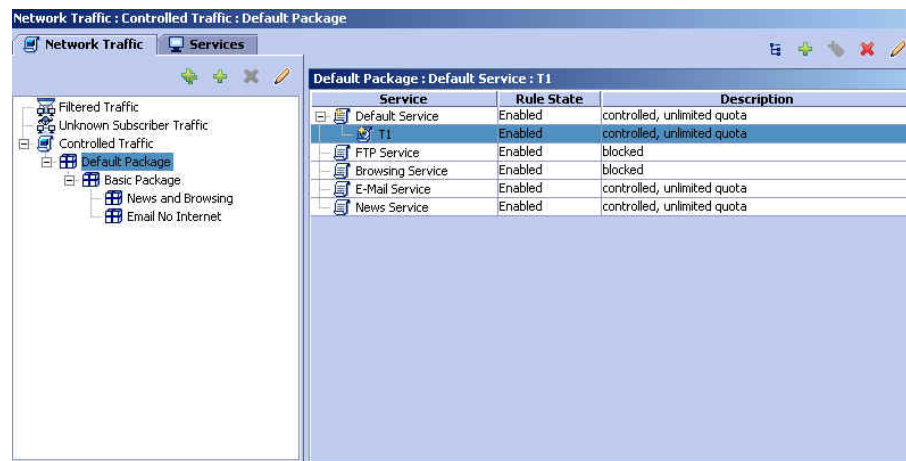 Network Traffic : Controlled Traffic : Default Package
Network Traffic
Services
Filtered Traffic
Unknown Subscriber Traffic
Controlled Traffic
Default Package
Basic Package
News and Browsing
Email No Internet
Default Package : Default Service : T1
Service Rule State Description
Default Service Enabled controlled, unlimited quota
T1 Enabled controlled, unlimited quota
FTP Service Enabled blocked
Browsing Service Enabled blocked
E-Mail Service Enabled controlled, unlimited quota
News Service Enabled controlled, unlimited quota